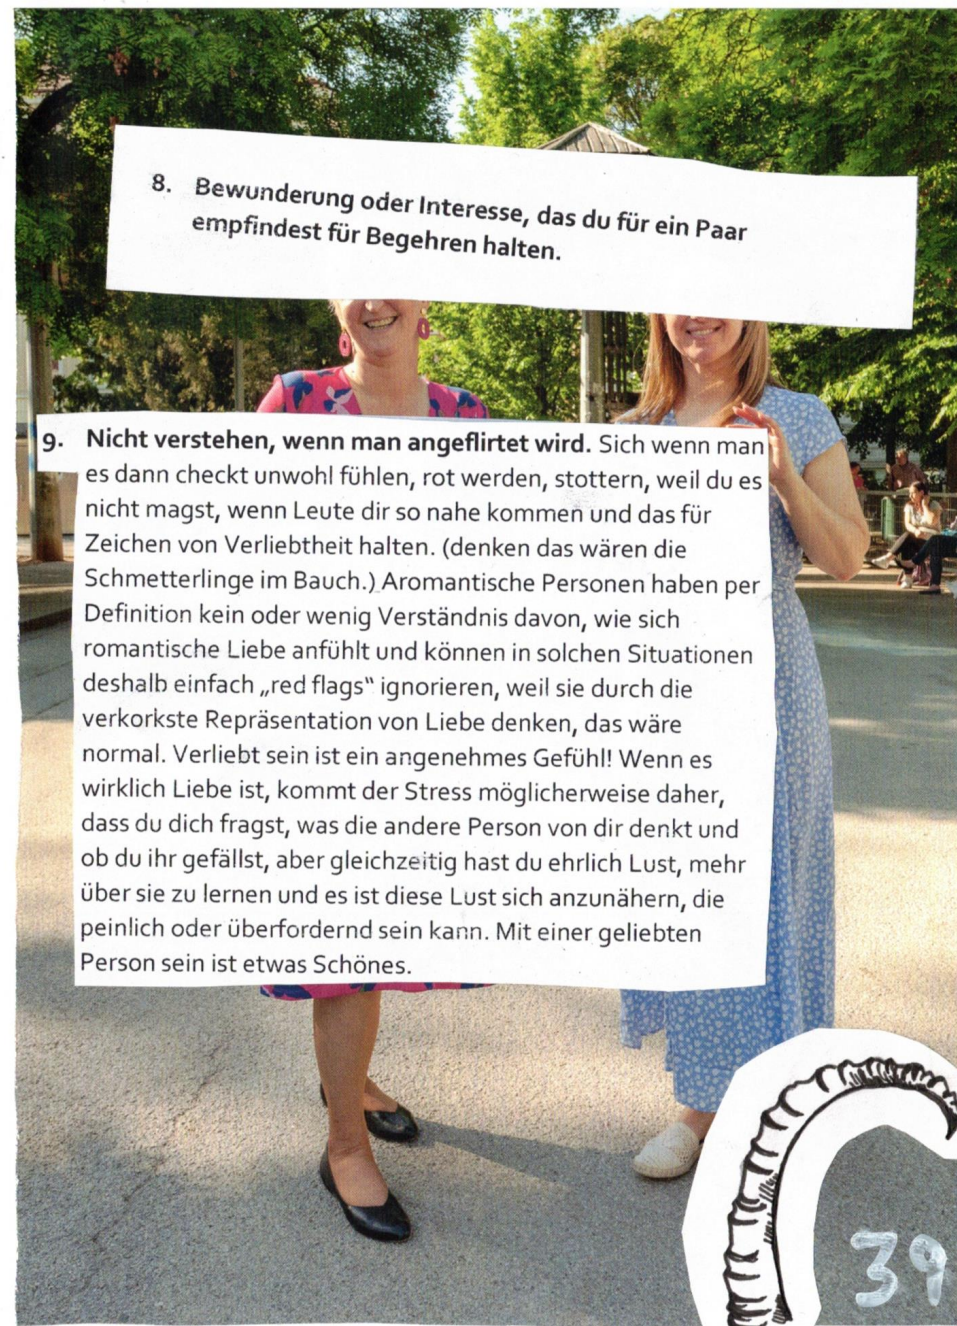 8. Bewunderung oder Interesse, das du für ein Paar
empfindest für Begehren halten.
9. Nicht verstehen, wenn man angeflirtet wird. Sich wenn man
es dann checkt unwohl fühlen, rot werden, stottern, weil du es
nicht magst, wenn Leute dir so nahe kommen und das für
Zeichen von Verliebtheit halten. (denken das wären die
Schmetterlinge im Bauch.) Aromantische Personen haben per
Definition kein oder wenig Verständnis davon, wie sich
romantische Liebe anfühlt und können in solchen Situationen
deshalb einfach „red flags“ ignorieren, weil sie durch die
verkorkste Repräsentation von Liebe denken, das wäre
normal. Verliebt sein ist ein angenehmes Gefühl! Wenn es
wirklich Liebe ist, kommt der Stress möglicherweise daher,
dass du dich fragst, was die andere Person von dir denkt und
ob du ihr gefällst, aber gleichzeitig hast du ehrlich Lust, mehr
über sie zu lernen und es ist diese Lust sich anzunähern, die
peinlich oder überfordernd sein kann. Mit einer geliebten
Person sein ist etwas Schönes.
39